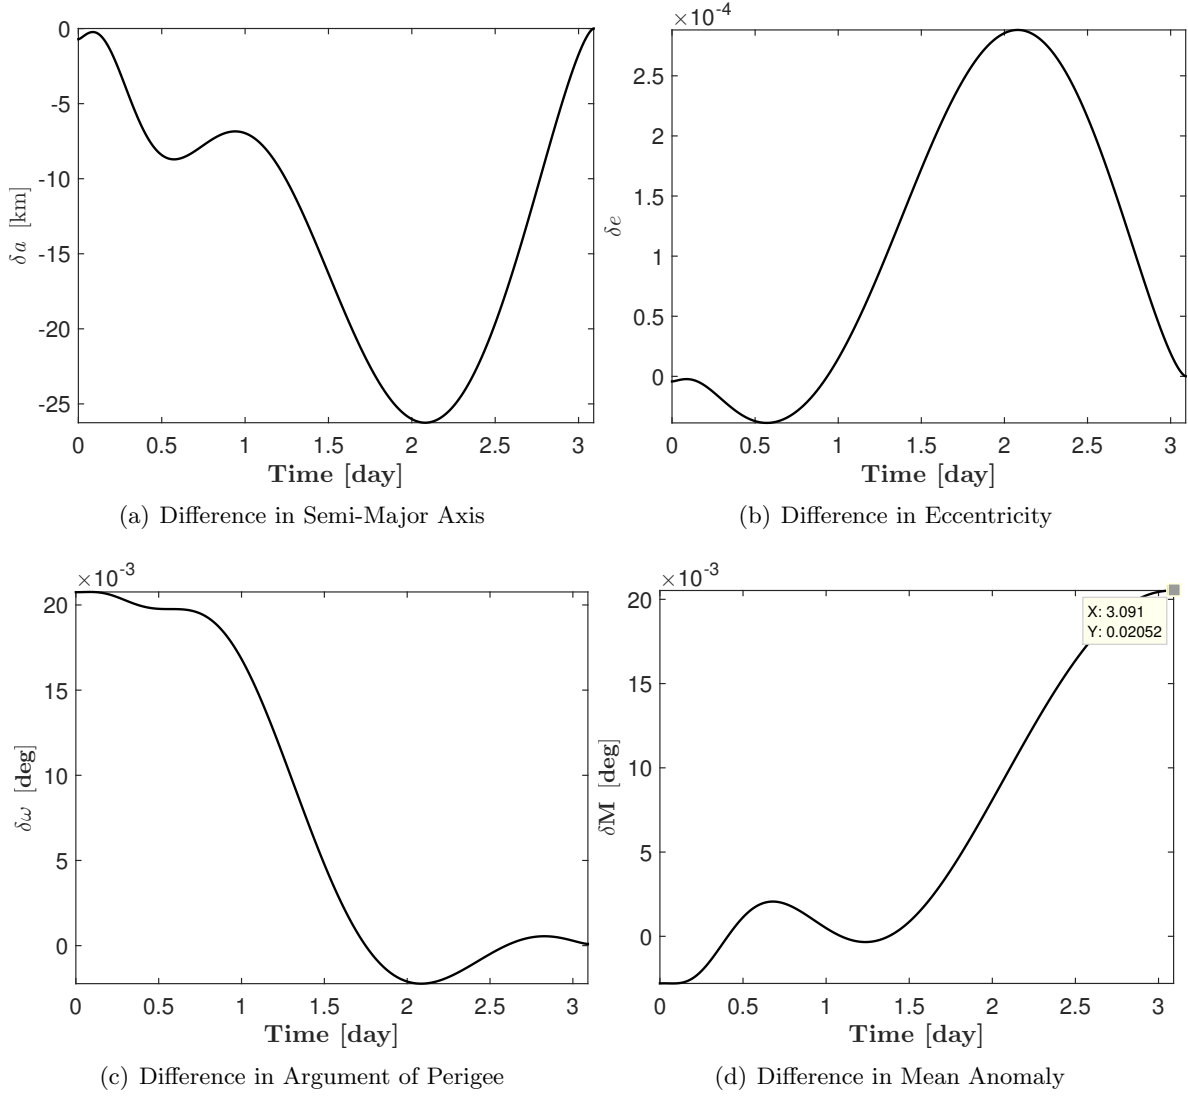 0
-5
-10
-15
-20
-25
δa [km]
0 0.5 1 1.5 2 2.5 3
Time [day]
(a) Difference in Semi-Major Axis
×10-4
2.5
2
1.5
1
0.5
0
δe
0 0.5 1 1.5 2 2.5 3
Time [day]
(b) Difference in Eccentricity
×10-3
20
15
10
5
0
δω [deg]
0 0.5 1 1.5 2 2.5 3
Time [day]
(c) Difference in Argument of Perigee
×10-3
20
15
10
5
0
δM [deg]
X: 3.091
Y: 0.02052
0 0.5 1 1.5 2 2.5 3
Time [day]
(d) Difference in Mean Anomaly